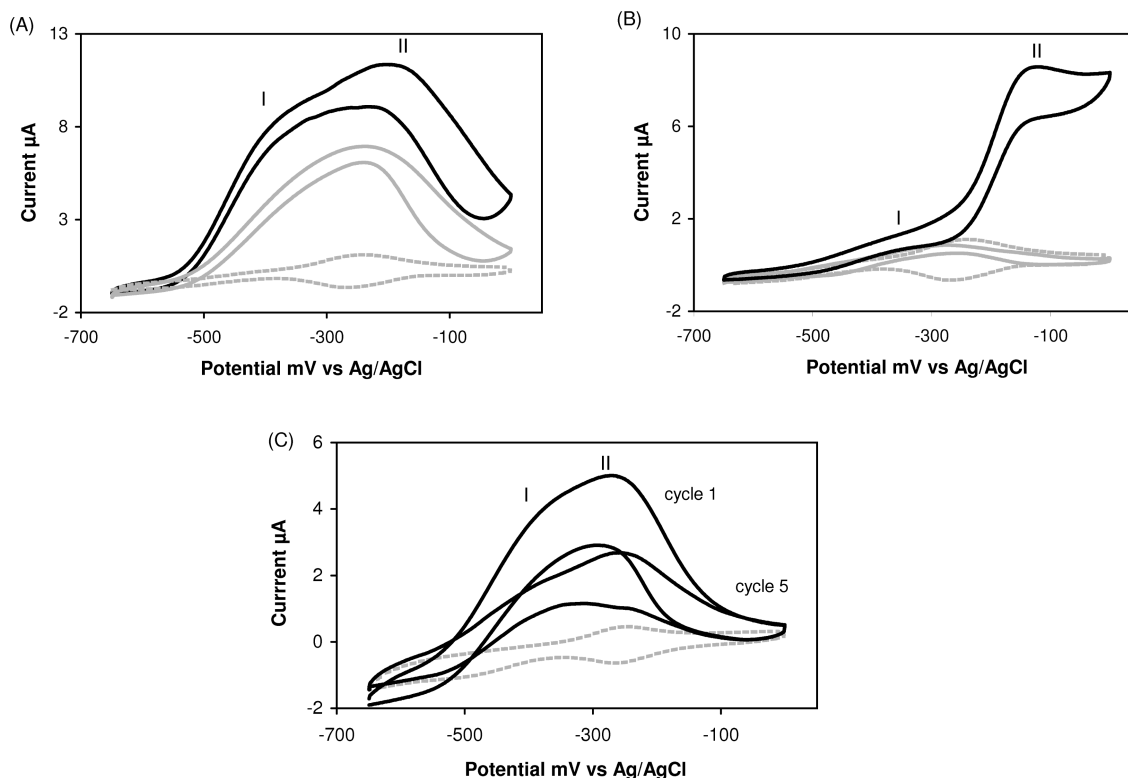 (A)
13
8
3
-2
Current µA
I
II
-700
-500
-300
-100
Potential mV vs Ag/AgCl
(B)
10
6
2
-2
Current µA
I
II
-700
-500
-300
-100
Potential mV vs Ag/AgCl
(C)
6
4
2
0
-2
Currrent µA
I
II
cycle 1
cycle 5
-700
-500
-300
-100
Potential mV vs Ag/AgCl